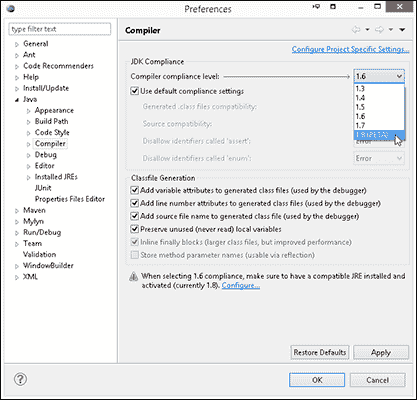 Preferences
type filter text
Compiler
General
Ant
Code Recommenders
Help
Install/Update
Java
Appearance
Build Path
Code Style
Compiler
Debug
Editor
Installed JREs
JUnit
Properties Files Editor
Maven
Mylyn
Run/Debug
Team
Validation
WindowBuilder
XML
Configure Project Specific Settings...
JDK Compliance
Compiler compliance level:
1.6
1.3
1.4
1.5
1.6
1.7
1.8 (BETA)
Use default compliance settings
Generated .class files compatibility:
Source compatibility:
Disallow identifiers called 'assert':
Error
Disallow identifiers called 'enum':
Error
Classfile Generation
Add variable attributes to generated class files (used by the debugger)
Add line number attributes to generated class files (used by the debugger)
Add source file name to generated class file (used by the debugger)
Preserve unused (never read) local variables
Inline finally blocks (larger class files, but improved performance)
Store method parameter names (usable via reflection)
When selecting 1.6 compliance, make sure to have a compatible JRE installed and
activated (currently 1.8). Configure...
Restore Defaults
Apply
OK
Cancel